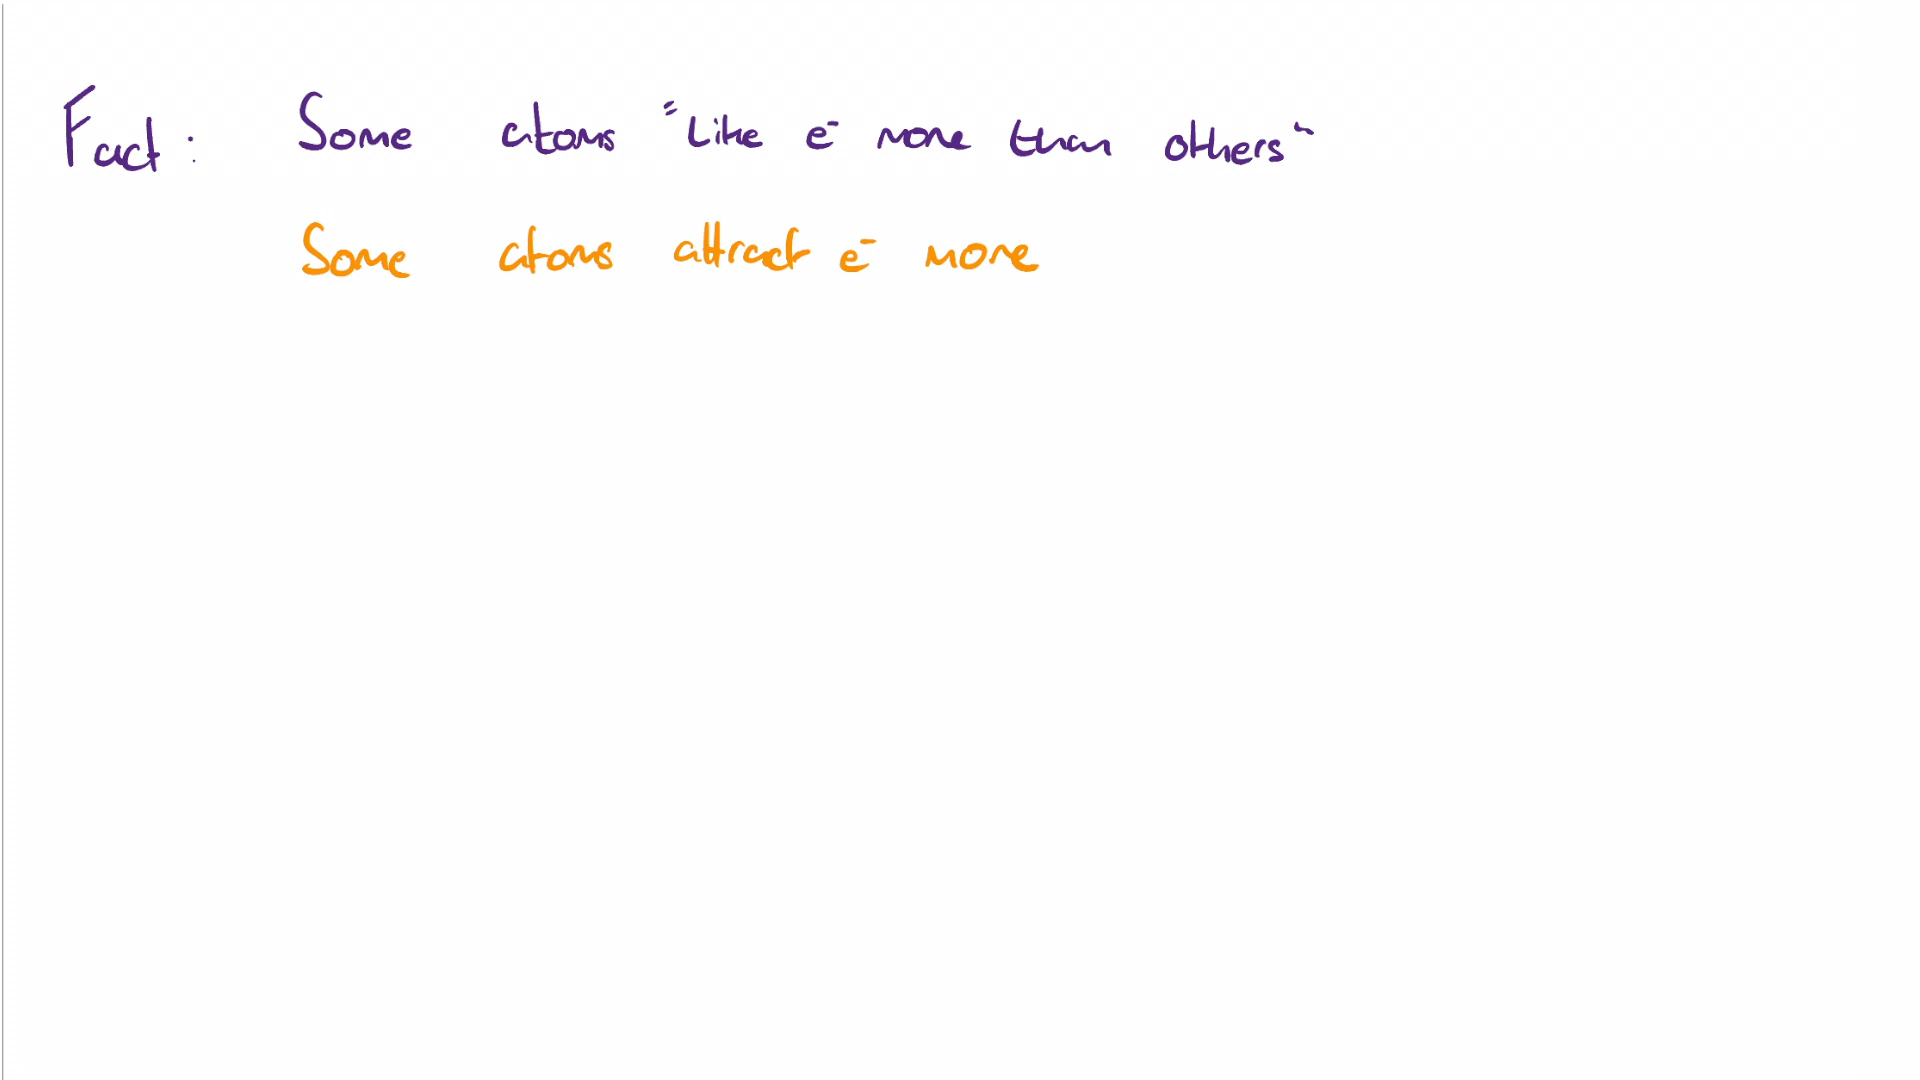 Fact: Some atoms "Like e⁻ more than others"
Some atoms attract e⁻ more